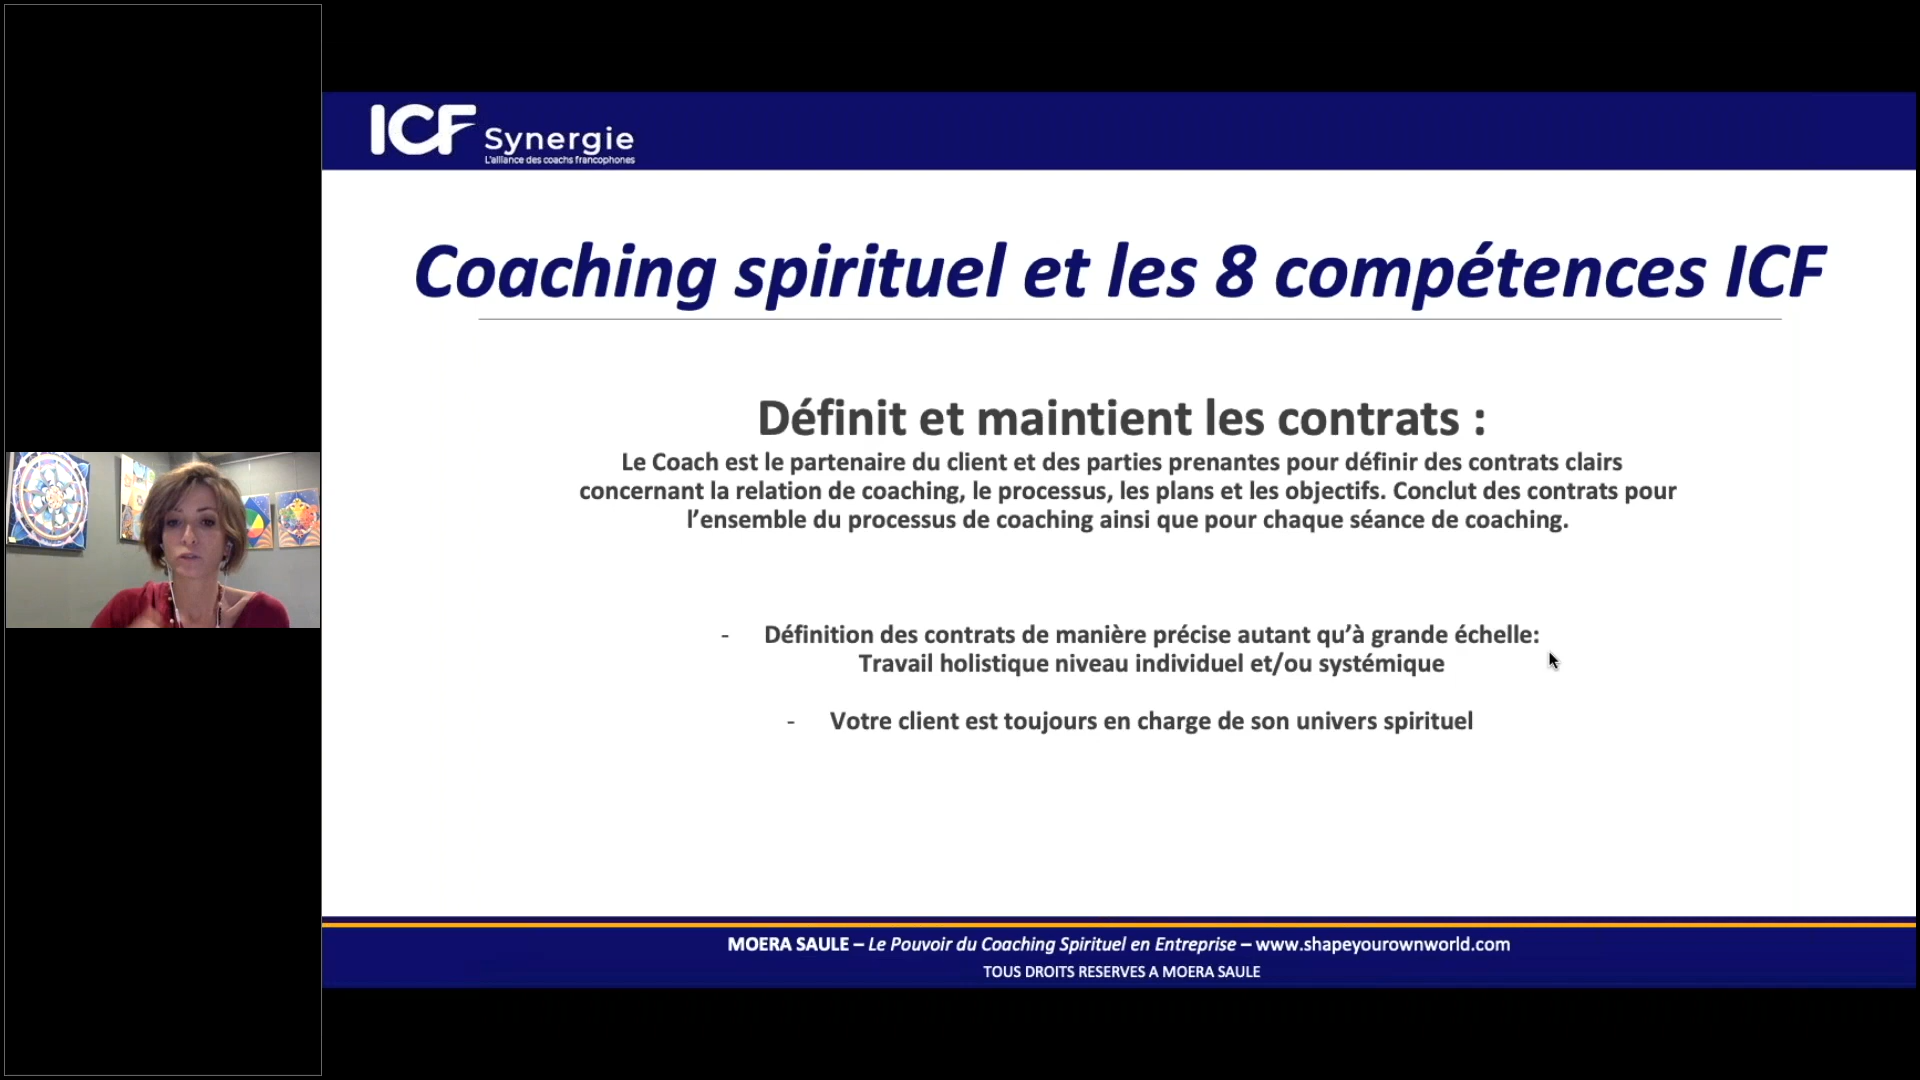 ICF Synergie
L'alliance des coachs francophones
Coaching spirituel et les 8 compétences ICF
Définit et maintient les contrats :
Le Coach est le partenaire du client et des parties prenantes pour définir des contrats clairs
concernant la relation de coaching, le processus, les plans et les objectifs. Conclut des contrats pour
l’ensemble du processus de coaching ainsi que pour chaque séance de coaching.
- Définition des contrats de manière précise autant qu’à grande échelle:
Travail holistique niveau individuel et/ou systémique
- Votre client est toujours en charge de son univers spirituel
MOERA SAULE – Le Pouvoir du Coaching Spirituel en Entreprise – www.shapeyourownworld.com
TOUS DROITS RESERVES A MOERA SAULE